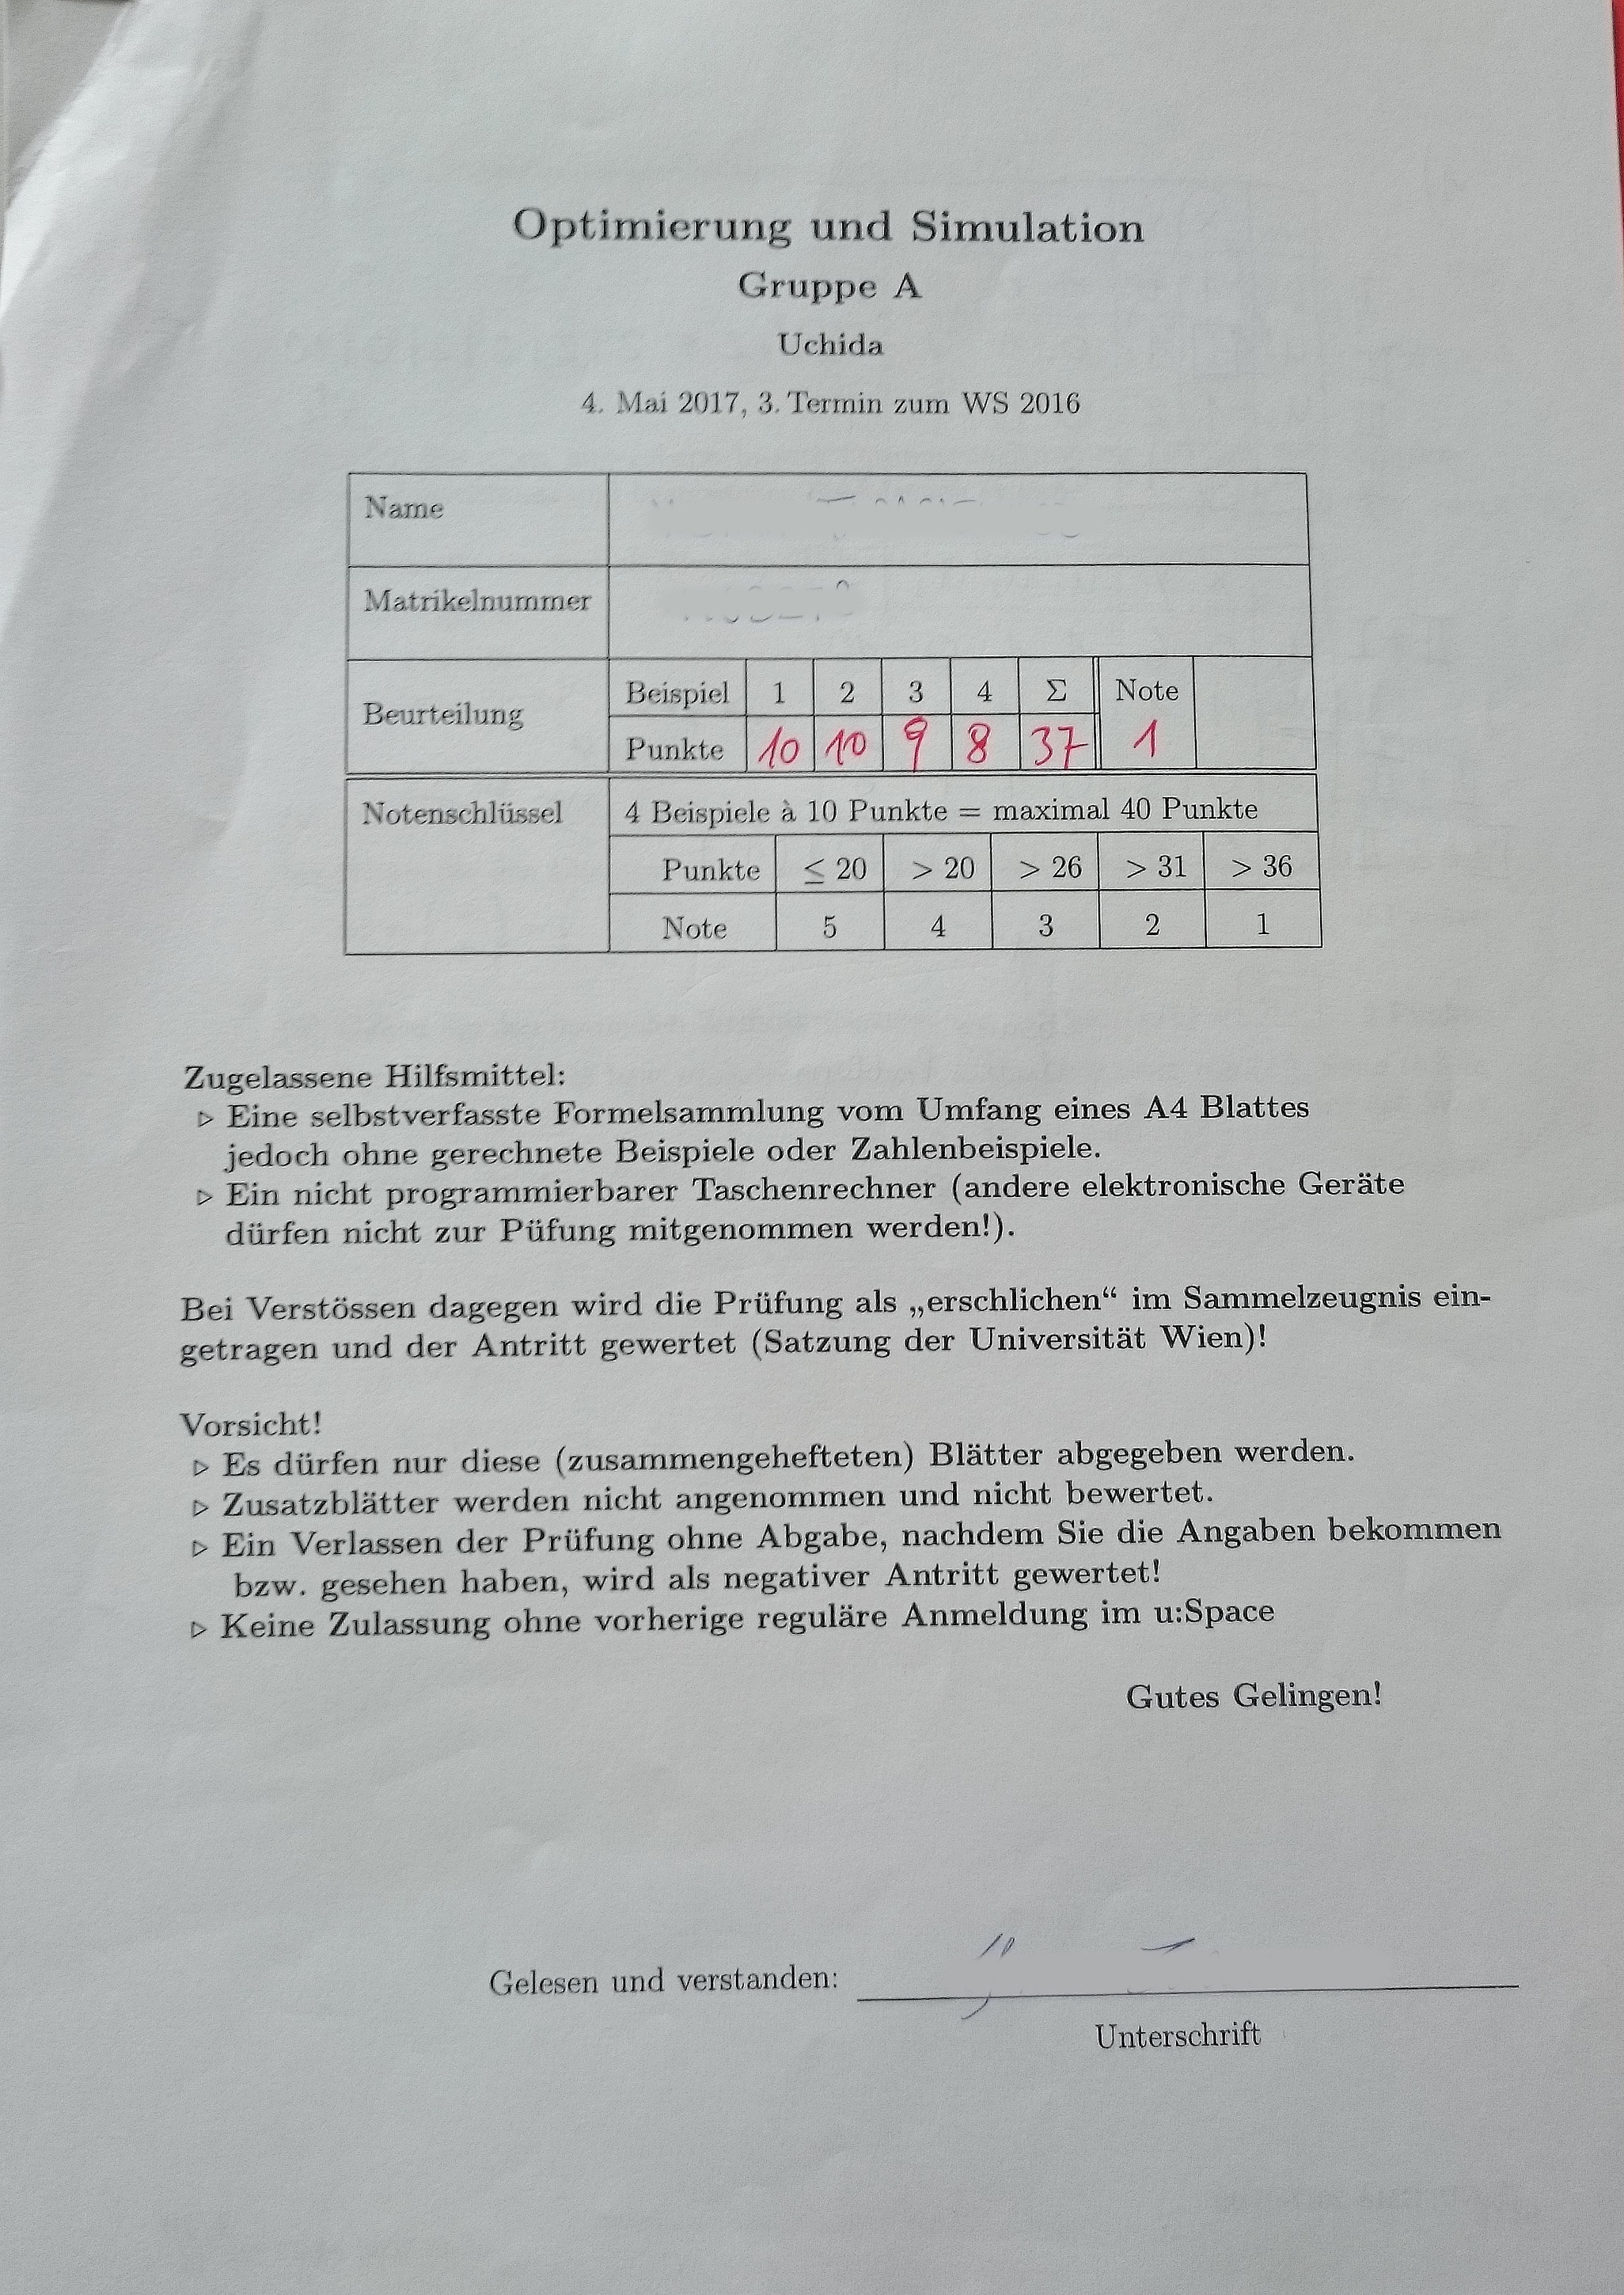 Optimierung und Simulation
Gruppe A
Uchida
4. Mai 2017, 3. Termin zum WS 2016
Name
Matrikelnummer
Beurteilung
Beispiel 1 2 3 4 Σ Note
Punkte 10 10 9 8 37 1
Notenschlüssel
4 Beispiele à 10 Punkte = maximal 40 Punkte
Punkte ≤ 20 > 20 > 26 > 31 > 36
Note 5 4 3 2 1
Zugelassene Hilfsmittel:
▷ Eine selbstverfasste Formelsammlung vom Umfang eines A4 Blattes
jedoch ohne gerechnete Beispiele oder Zahlenbeispiele.
▷ Ein nicht programmierbarer Taschenrechner (andere elektronische Geräte
dürfen nicht zur Püfung mitgenommen werden!).
Bei Verstössen dagegen wird die Prüfung als „erschlichen“ im Sammelzeugnis ein-
getragen und der Antritt gewertet (Satzung der Universität Wien)!
Vorsicht!
▷ Es dürfen nur diese (zusammengehefteten) Blätter abgegeben werden.
▷ Zusatzblätter werden nicht angenommen und nicht bewertet.
▷ Ein Verlassen der Prüfung ohne Abgabe, nachdem Sie die Angaben bekommen
bzw. gesehen haben, wird als negativer Antritt gewertet!
▷ Keine Zulassung ohne vorherige reguläre Anmeldung im u:Space
Gutes Gelingen!
Gelesen und verstanden:
Unterschrift